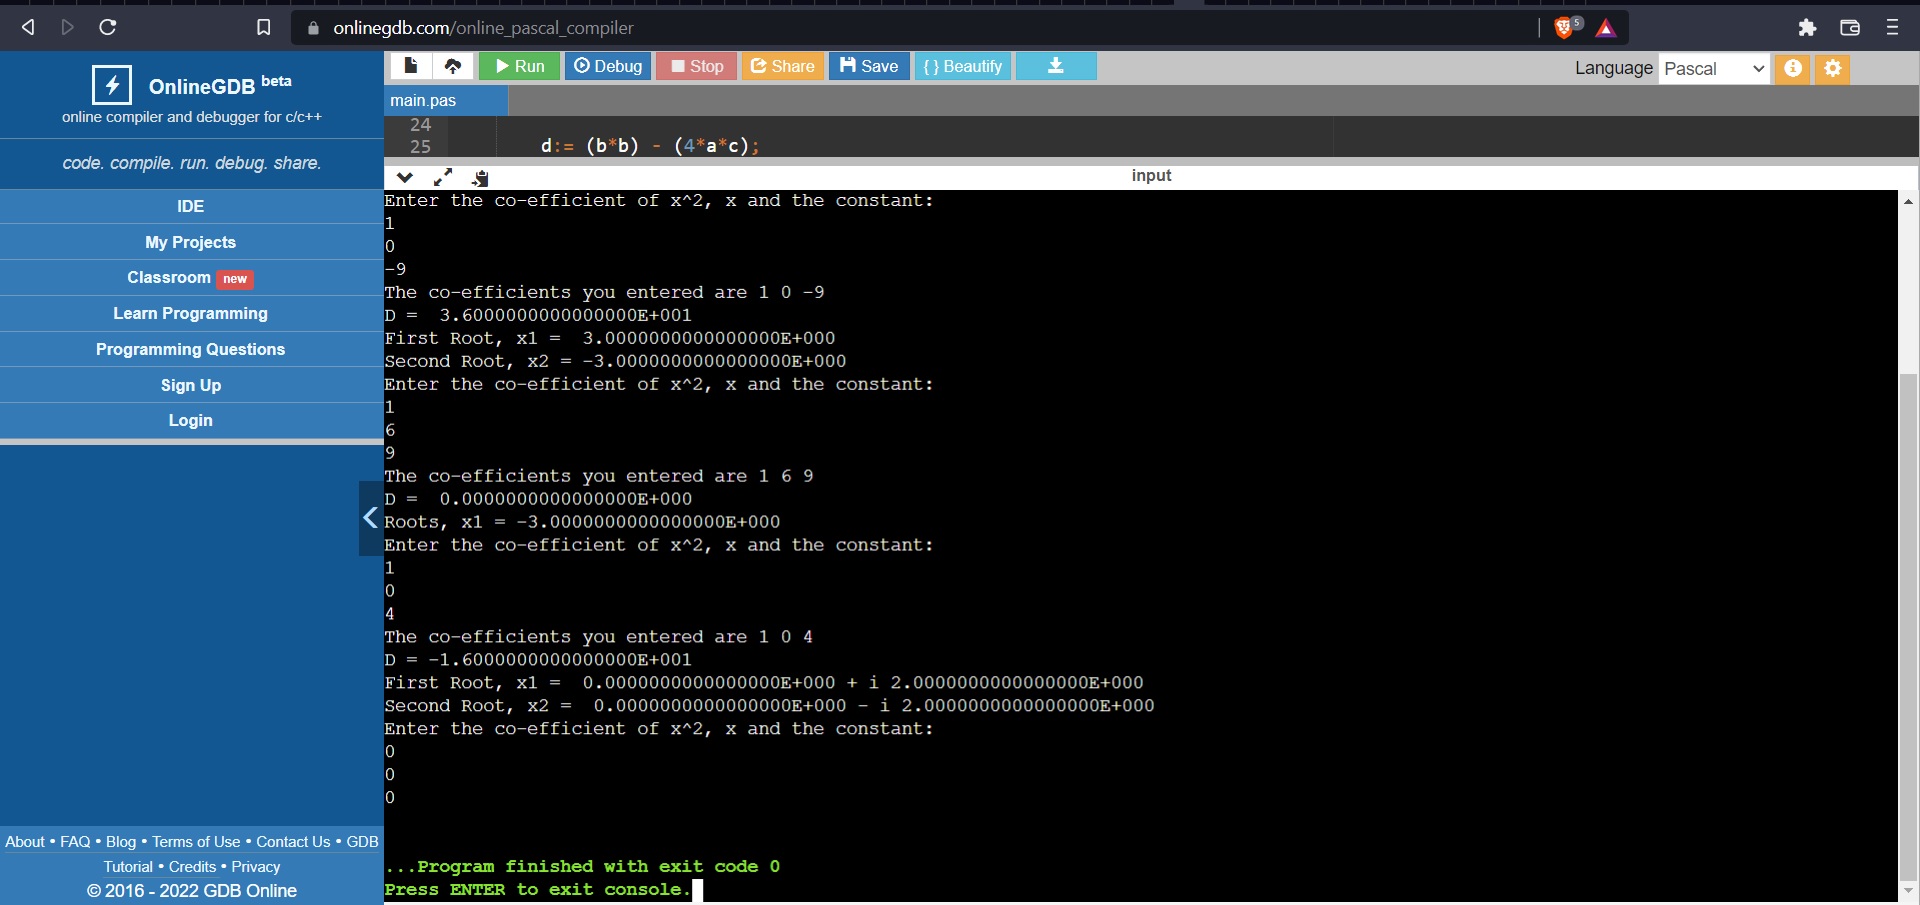 onlinegdb.com/online_pascal_compiler
5
OnlineGDB beta
online compiler and debugger for c/c++
code. compile. run. debug. share.
IDE
My Projects
Classroom new
Learn Programming
Programming Questions
Sign Up
Login
About • FAQ • Blog • Terms of Use • Contact Us • GDB
Tutorial • Credits • Privacy
© 2016 - 2022 GDB Online
Run Debug Stop Share Save { } Beautify
Language Pascal
main.pas
24
25 d:= (b*b) - (4*a*c);
input
Enter the co-efficient of x^2, x and the constant:
1
0
-9
The co-efficients you entered are 1 0 -9
D =  3.6000000000000000E+001
First Root, x1 =  3.0000000000000000E+000
Second Root, x2 = -3.0000000000000000E+000
Enter the co-efficient of x^2, x and the constant:
1
6
9
The co-efficients you entered are 1 6 9
D =  0.0000000000000000E+000
Roots, x1 = -3.0000000000000000E+000
Enter the co-efficient of x^2, x and the constant:
1
0
4
The co-efficients you entered are 1 0 4
D = -1.6000000000000000E+001
First Root, x1 =  0.0000000000000000E+000 + i 2.0000000000000000E+000
Second Root, x2 =  0.0000000000000000E+000 - i 2.0000000000000000E+000
Enter the co-efficient of x^2, x and the constant:
0
0
0
...Program finished with exit code 0
Press ENTER to exit console.